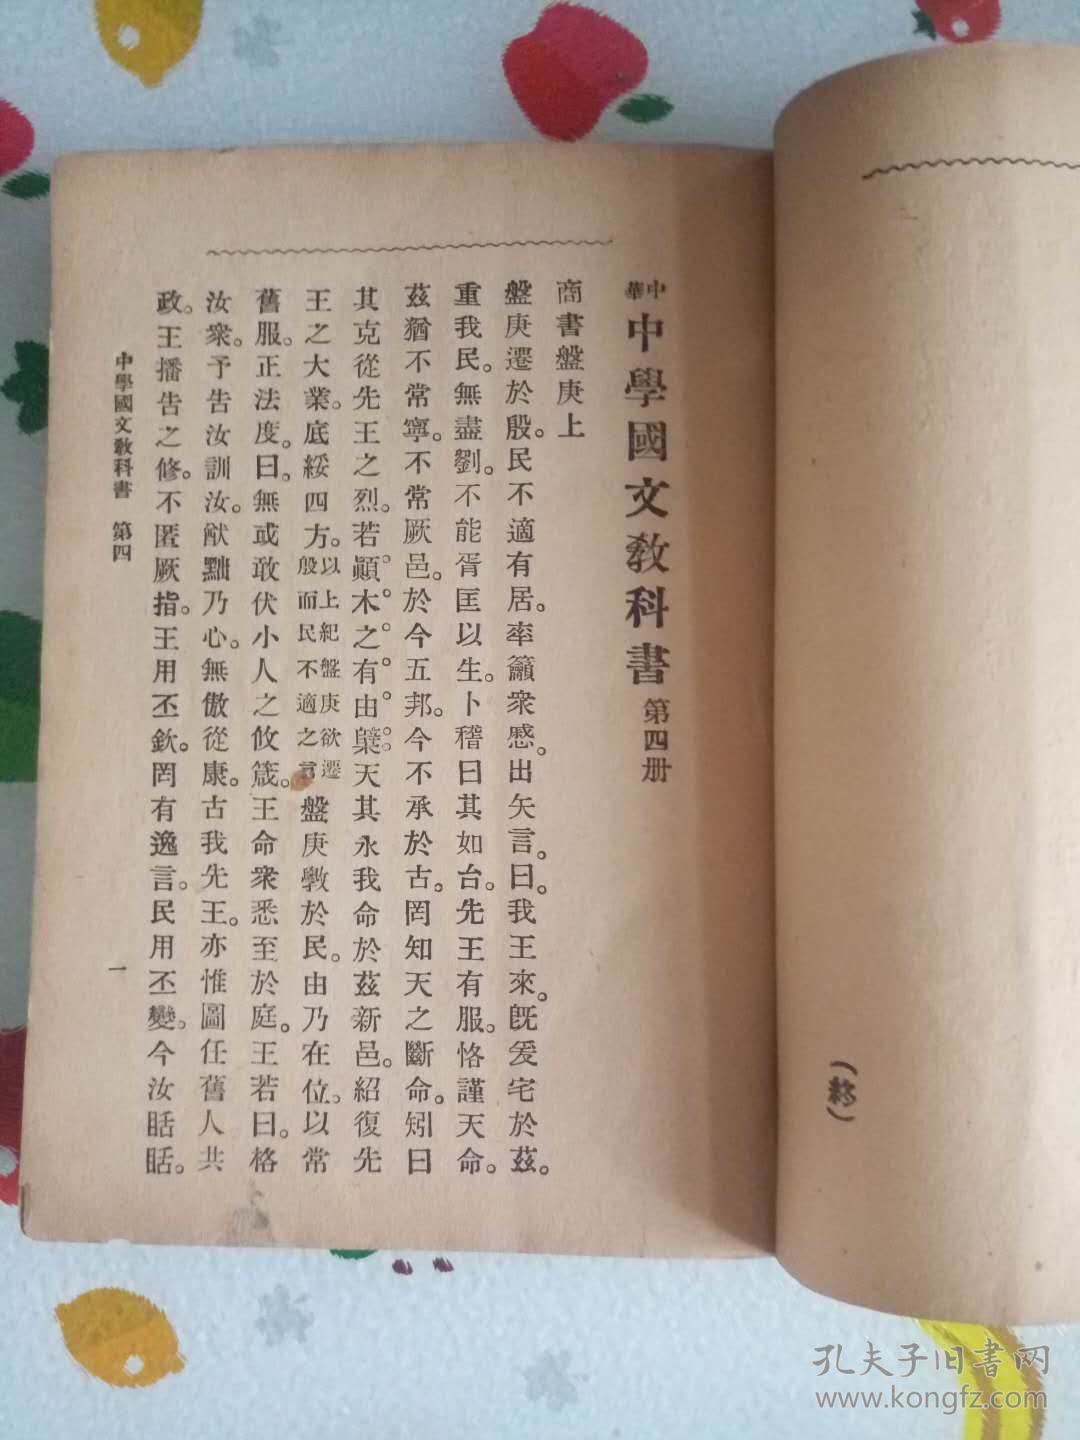 中華中學國文教科書第四册
商書盤庚上
盤庚遷於殷。民不適有居。率籲衆慼。出矢言。曰。我王來。旣爰宅於茲。
重我民。無盡劉。不能胥匡以生。卜稽曰其如台。先王有服。恪謹天命。
茲猶不常寧。不常厥邑。於今五邦。今不承於古。罔知天之斷命。矧曰
其克從先王之烈。若顚木之有由櫱。天其永我命於茲新邑。紹復先
王之大業。底綏四方。以上紀盤庚欲遷殷而民不適之言盤庚斆於民。由乃在位。以常
舊服。正法度。曰。無或敢伏小人之攸箴。王命衆悉至於庭。王若曰。格
汝衆。予告汝訓汝。猷黜乃心。無傲從康。古我先王。亦惟圖任舊人共
政。王播告之修。不匿厥指。王用丕欽。罔有逸言。民用丕變。今汝聒聒。
中學國文教科書 第四
一
(終)
孔夫子旧書网
www.kongfz.com